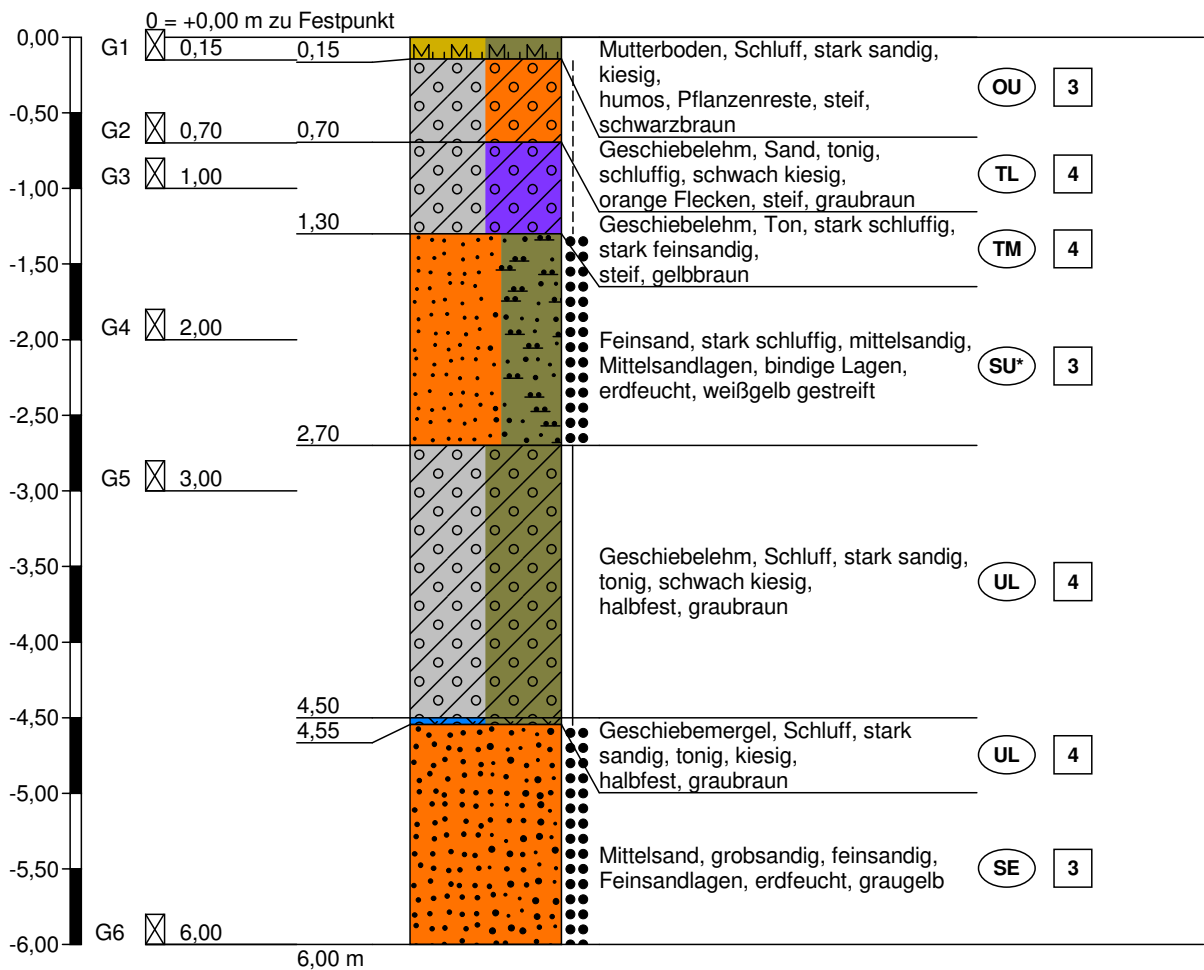 0 = +0,00 m zu Festpunkt
0,00
G1
0,15
0,15
Mutterboden, Schluff, stark sandig,
kiesig,
humos, Pflanzenreste, steif,
schwarzbraun
OU
3
-0,50
G2
0,70
0,70
Geschiebelehm, Sand, tonig,
schluffig, schwach kiesig,
orange Flecken, steif, graubraun
TL
4
-1,00
G3
1,00
1,30
Geschiebelehm, Ton, stark schluffig,
stark feinsandig,
steif, gelbbraun
TM
4
-1,50
-2,00
G4
2,00
Feinsand, stark schluffig, mittelsandig,
Mittelsandlagen, bindige Lagen,
erdfeucht, weißgelb gestreift
SU*
3
-2,50
2,70
-3,00
G5
3,00
-3,50
Geschiebelehm, Schluff, stark sandig,
tonig, schwach kiesig,
halbfest, graubraun
UL
4
-4,00
4,50
-4,50
4,55
Geschiebemergel, Schluff, stark
sandig, tonig, kiesig,
halbfest, graubraun
UL
4
-5,00
-5,50
Mittelsand, grobsandig, feinsandig,
Feinsandlagen, erdfeucht, graugelb
SE
3
-6,00
G6
6,00
6,00 m